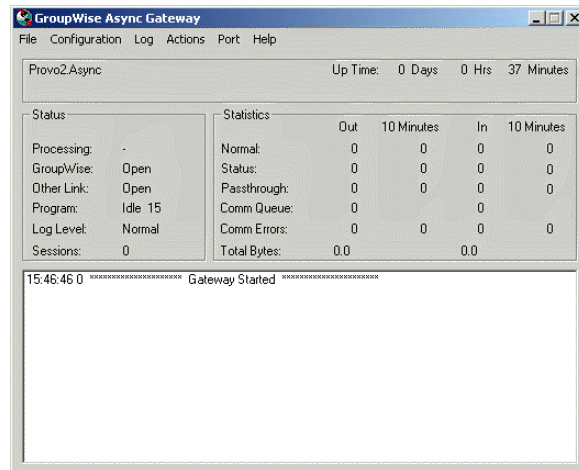 GroupWise Async Gateway
File Configuration Log Actions Port Help
Provo2.Async Up Time: 0 Days 0 Hrs 37 Minutes
Status
Processing: -
GroupWise: Open
Other Link: Open
Program: Idle 15
Log Level: Normal
Sessions: 0
Statistics
Out 10 Minutes In 10 Minutes
Normal: 0 0 0 0
Status: 0 0 0 0
Passthrough: 0 0 0 0
Comm Queue: 0 0
Comm Errors: 0 0 0 0
Total Bytes: 0.0 0.0
15:46:46 0 ********************** Gateway Started ***********************